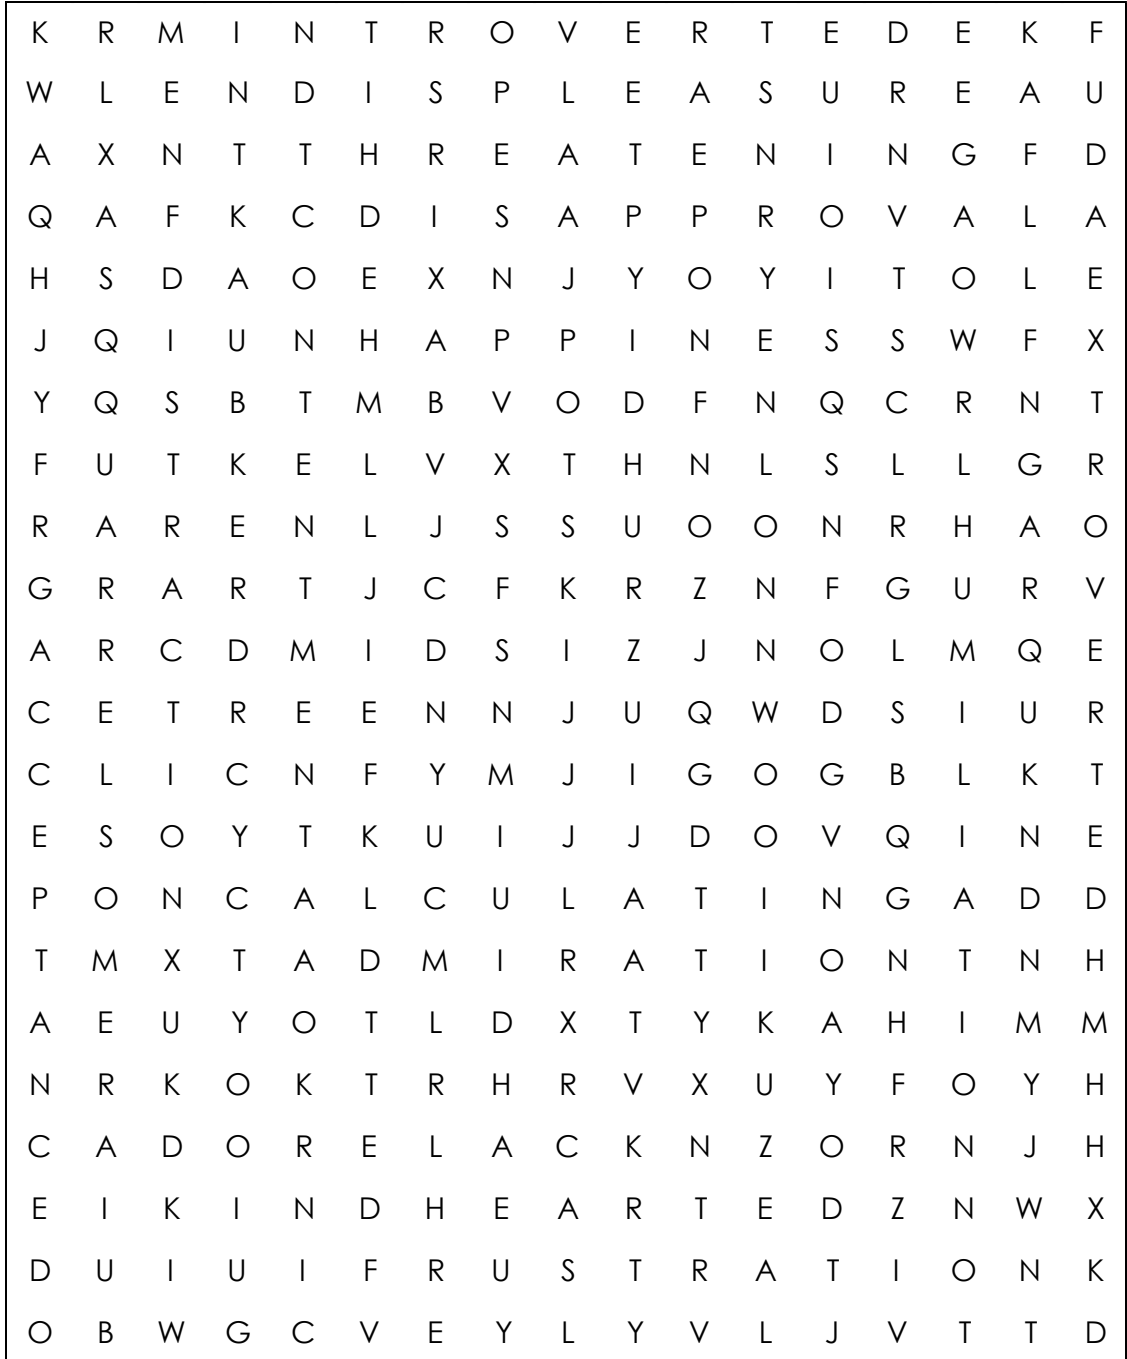 K R M I N T R O V E R T E D E K F
W L E N D I S P L E A S U R E A U
A X N T T H R E A T E N I N G F D
Q A F K C D I S A P P R O V A L A
H S D A O E X N J Y O Y I T O L E
J Q I U N H A P P I N E S S W F X
Y Q S B T M B V O D F N Q C R N T
F U T K E L V X T H N L S L L G R
R A R E N L J S S U O O N R H A O
G R A R T J C F K R Z N F G U R V
A R C D M I D S I Z J N O L M Q E
C E T R E E N N J U Q W D S I U R
C L I C N F Y M J I G O G B L K T
E S O Y T K U I J J D O V Q I N E
P O N C A L C U L A T I N G A D D
T M X T A D M I R A T I O N T N H
A E U Y O T L D X T Y K A H I M M
N R K O K T R H R V X U Y F O Y H
C A D O R E L A C K N Z O R N J H
E I K I N D H E A R T E D Z N W X
D U I U I F R U S T R A T I O N K
O B W G C V E Y L Y V L J V T T D